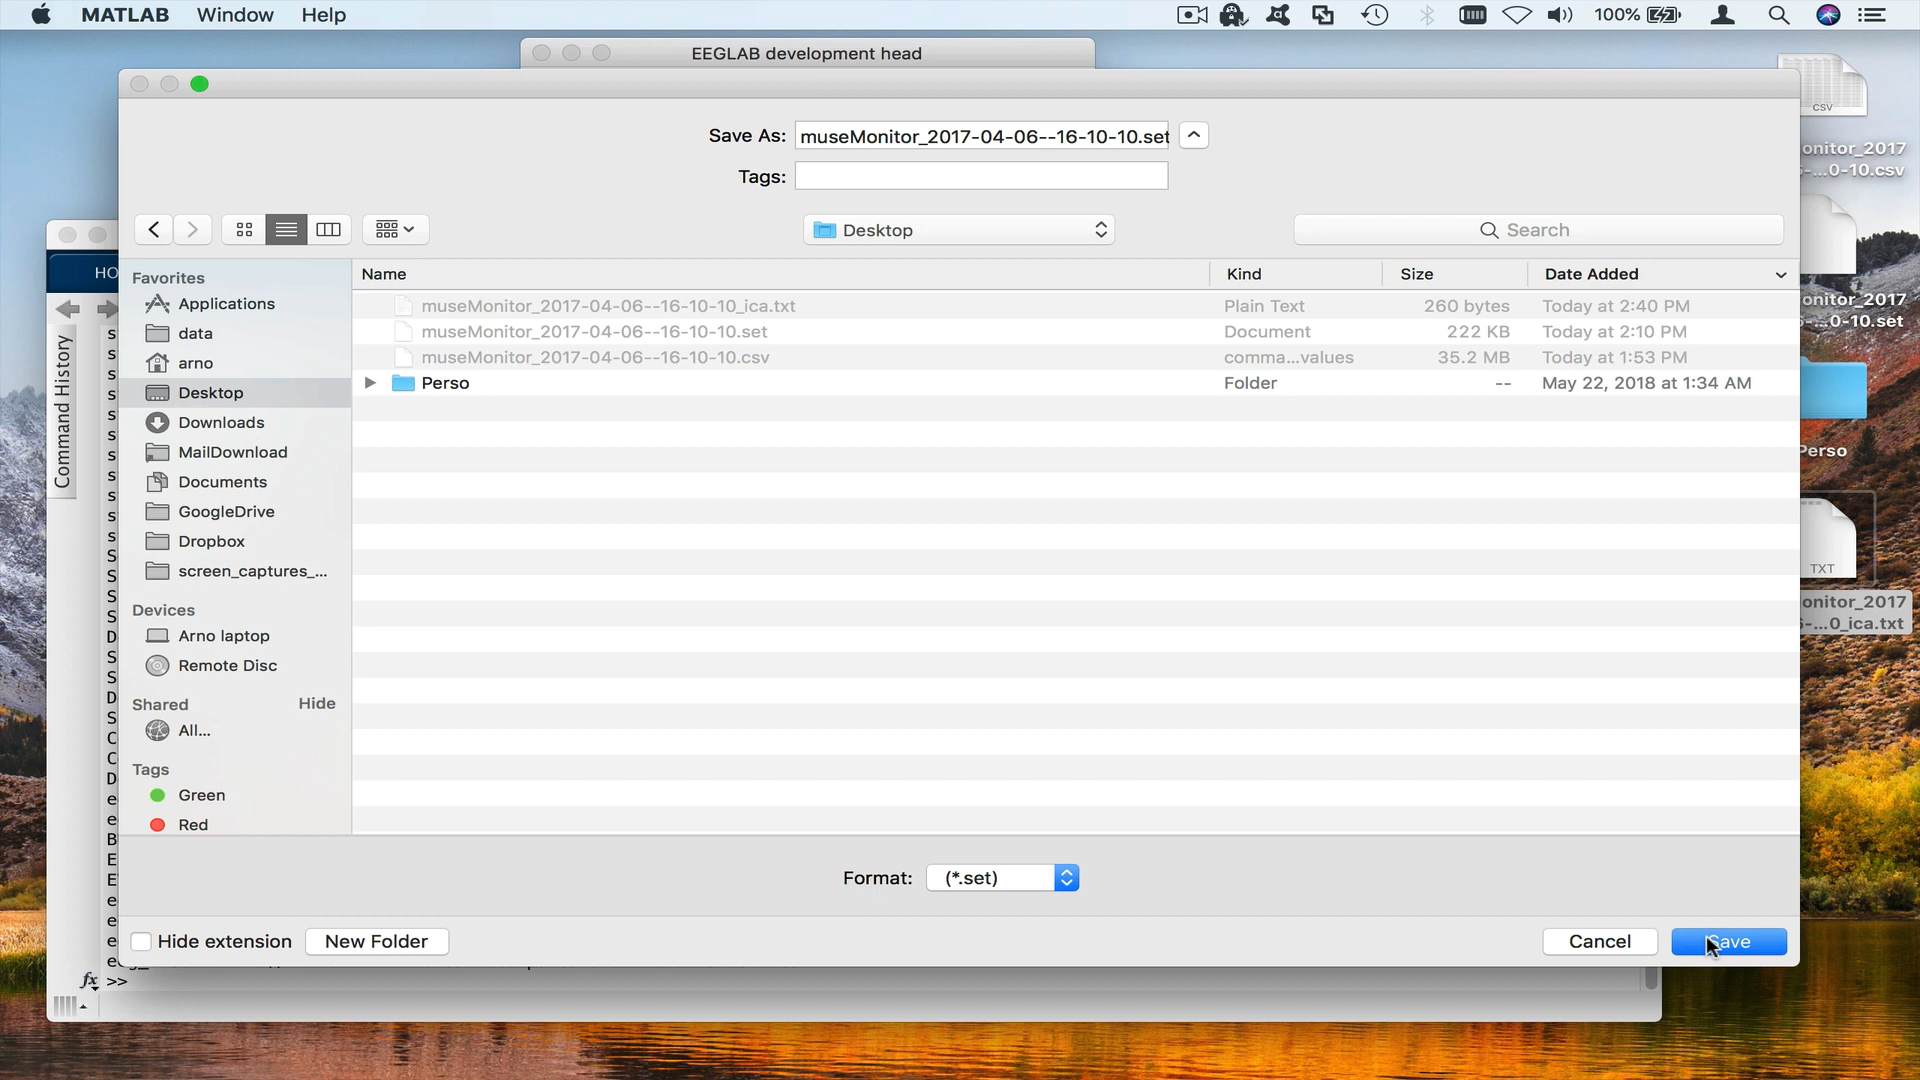 MATLAB Window Help
100%
EEGLAB development head
Save As: museMonitor_2017-04-06--16-10-10.set
Tags:
Desktop
Search
HO
Command History
Favorites
Applications
data
arno
Desktop
Downloads
MailDownload
Documents
GoogleDrive
Dropbox
screen_captures_...
Devices
Arno laptop
Remote Disc
Shared Hide
All...
Tags
Green
Red
Name Kind Size Date Added
museMonitor_2017-04-06--16-10-10_ica.txt Plain Text 260 bytes Today at 2:40 PM
museMonitor_2017-04-06--16-10-10.set Document 222 KB Today at 2:10 PM
museMonitor_2017-04-06--16-10-10.csv comma...values 35.2 MB Today at 1:53 PM
Perso Folder -- May 22, 2018 at 1:34 AM
Format: (*.set)
Hide extension New Folder Cancel Save
fx >>
CSV
onitor_2017
-...0-10.csv
onitor_2017
-...0-10.set
Perso
TXT
onitor_2017
-...0_ica.txt